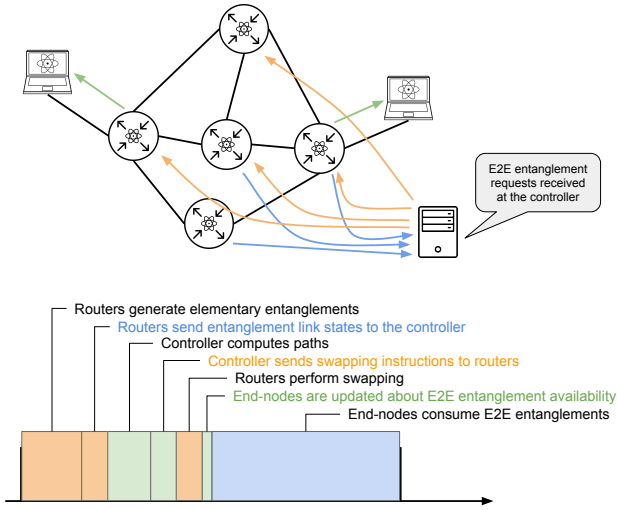 E2E entanglement
requests received
at the controller
Routers generate elementary entanglements
Routers send entanglement link states to the controller
Controller computes paths
Controller sends swapping instructions to routers
Routers perform swapping
End-nodes are updated about E2E entanglement availability
End-nodes consume E2E entanglements